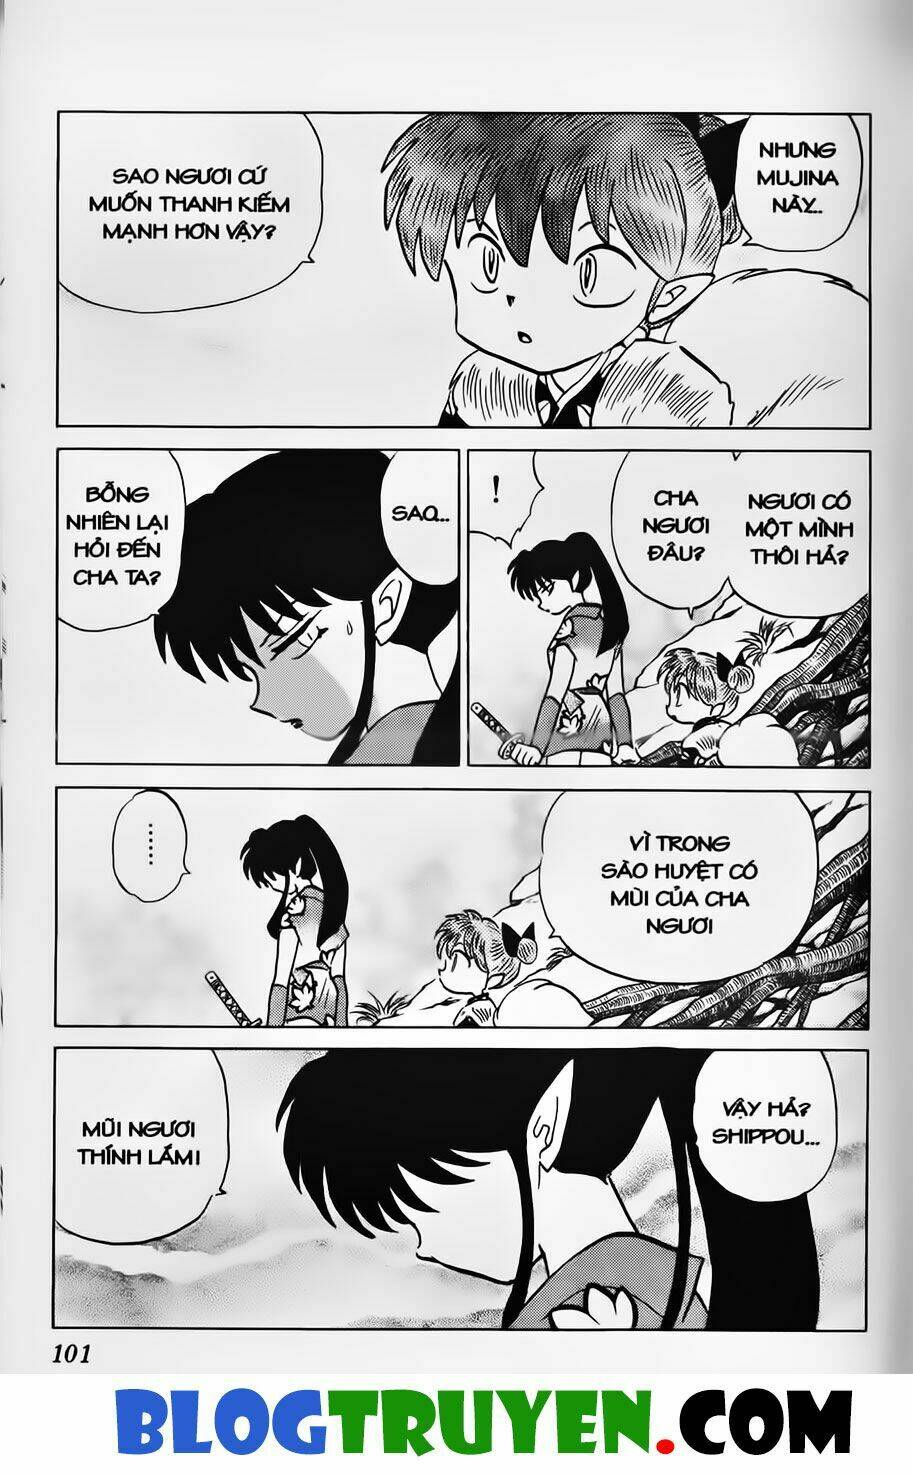 NHƯNG
MUJINA
NÀY..
SAO NGƯƠI CỨ
MUỐN THANH KIẾM
MẠNH HƠN VẬY?
NGƯƠI CÓ
MỘT MÌNH
THÔI HẢ?
CHA
NGƯƠI
ĐÂU?
!
SAO...
BỖNG
NHIÊN LẠI
HỎI ĐẾN
CHA TA?
VÌ TRONG
SÀO HUYỆT CÓ
MÙI CỦA CHA
NGƯƠI
......
VẬY HẢ?
SHIPPOU...
MŨI NGƯƠI
THÍNH LẮM!
101
BLOGTRUYEN.COM